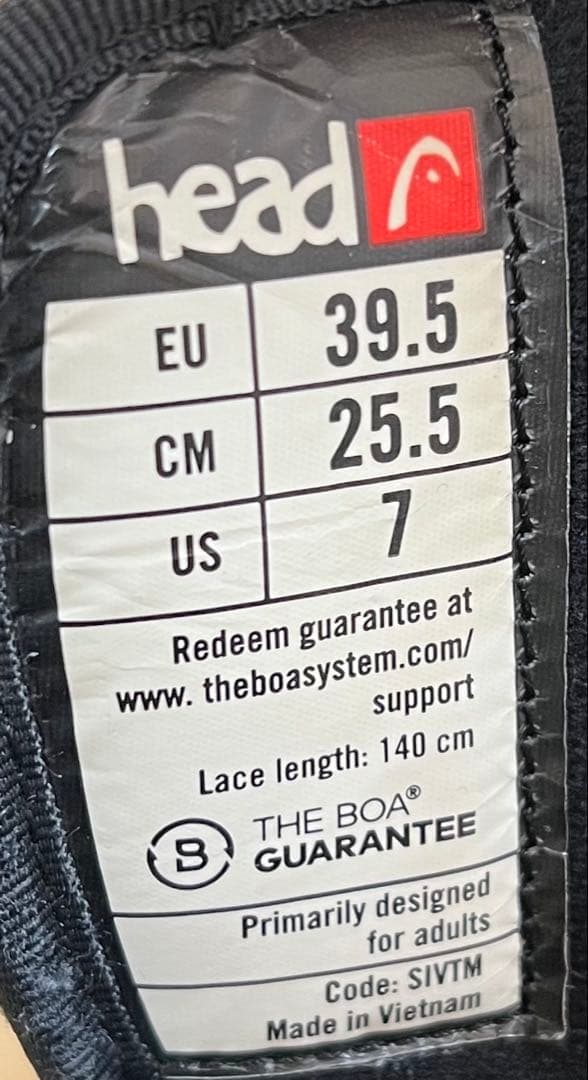 head
EU 39.5
CM 25.5
US 7
Redeem guarantee at
www. theboasystem.com/
support
Lace length: 140 cm
B THE BOA®
GUARANTEE
Primarily designed
for adults
Code: SIVTM
Made in Vietnam